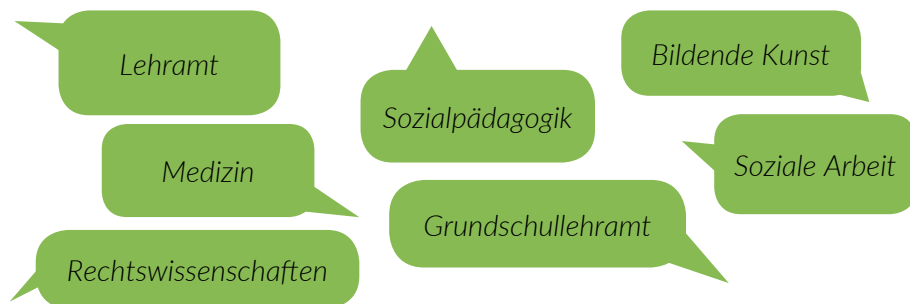 Lehramt
Sozialpädagogik
Bildende Kunst
Medizin
Soziale Arbeit
Grundschullehramt
Rechtswissenschaften